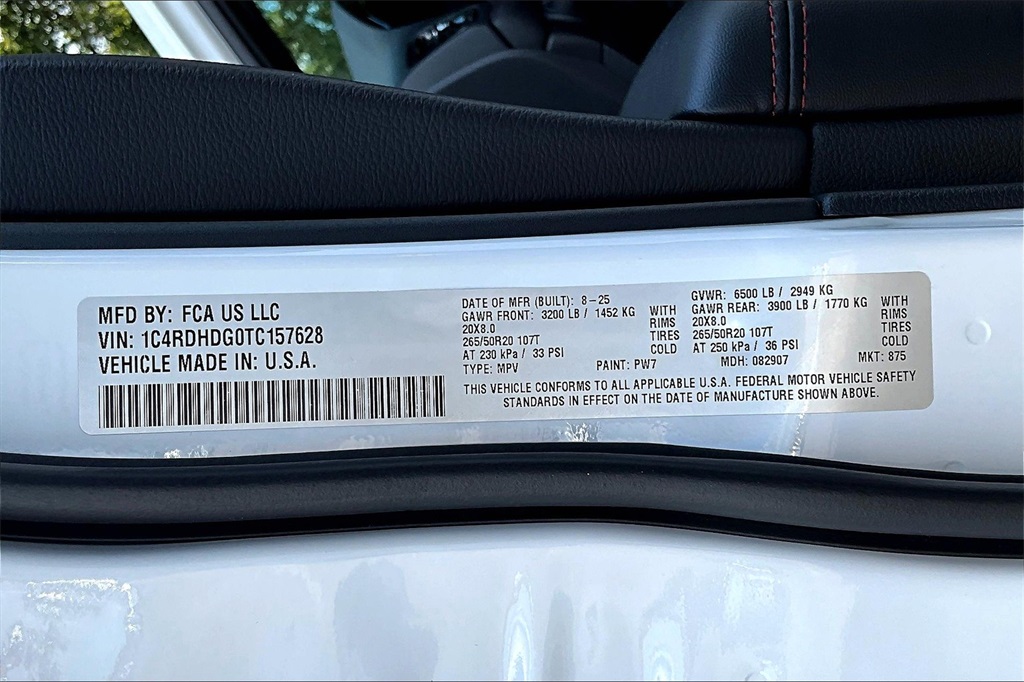 MFD BY: FCA US LLC
VIN: 1C4RDHDG0TC157628
VEHICLE MADE IN: U.S.A.
DATE OF MFR (BUILT): 8-25
GAWR FRONT: 3200 LB / 1452 KG WITH
20X8.0 RIMS
265/50R20 107T TIRES
AT 230 kPa / 33 PSI COLD
TYPE: MPV PAINT: PW7
GVWR: 6500 LB / 2949 KG
GAWR REAR: 3900 LB / 1770 KG WITH
20X8.0 RIMS
265/50R20 107T TIRES
AT 250 kPa / 36 PSI COLD
MDH: 082907 MKT: 875
THIS VEHICLE CONFORMS TO ALL APPLICABLE U.S.A. FEDERAL MOTOR VEHICLE SAFETY
STANDARDS IN EFFECT ON THE DATE OF MANUFACTURE SHOWN ABOVE.